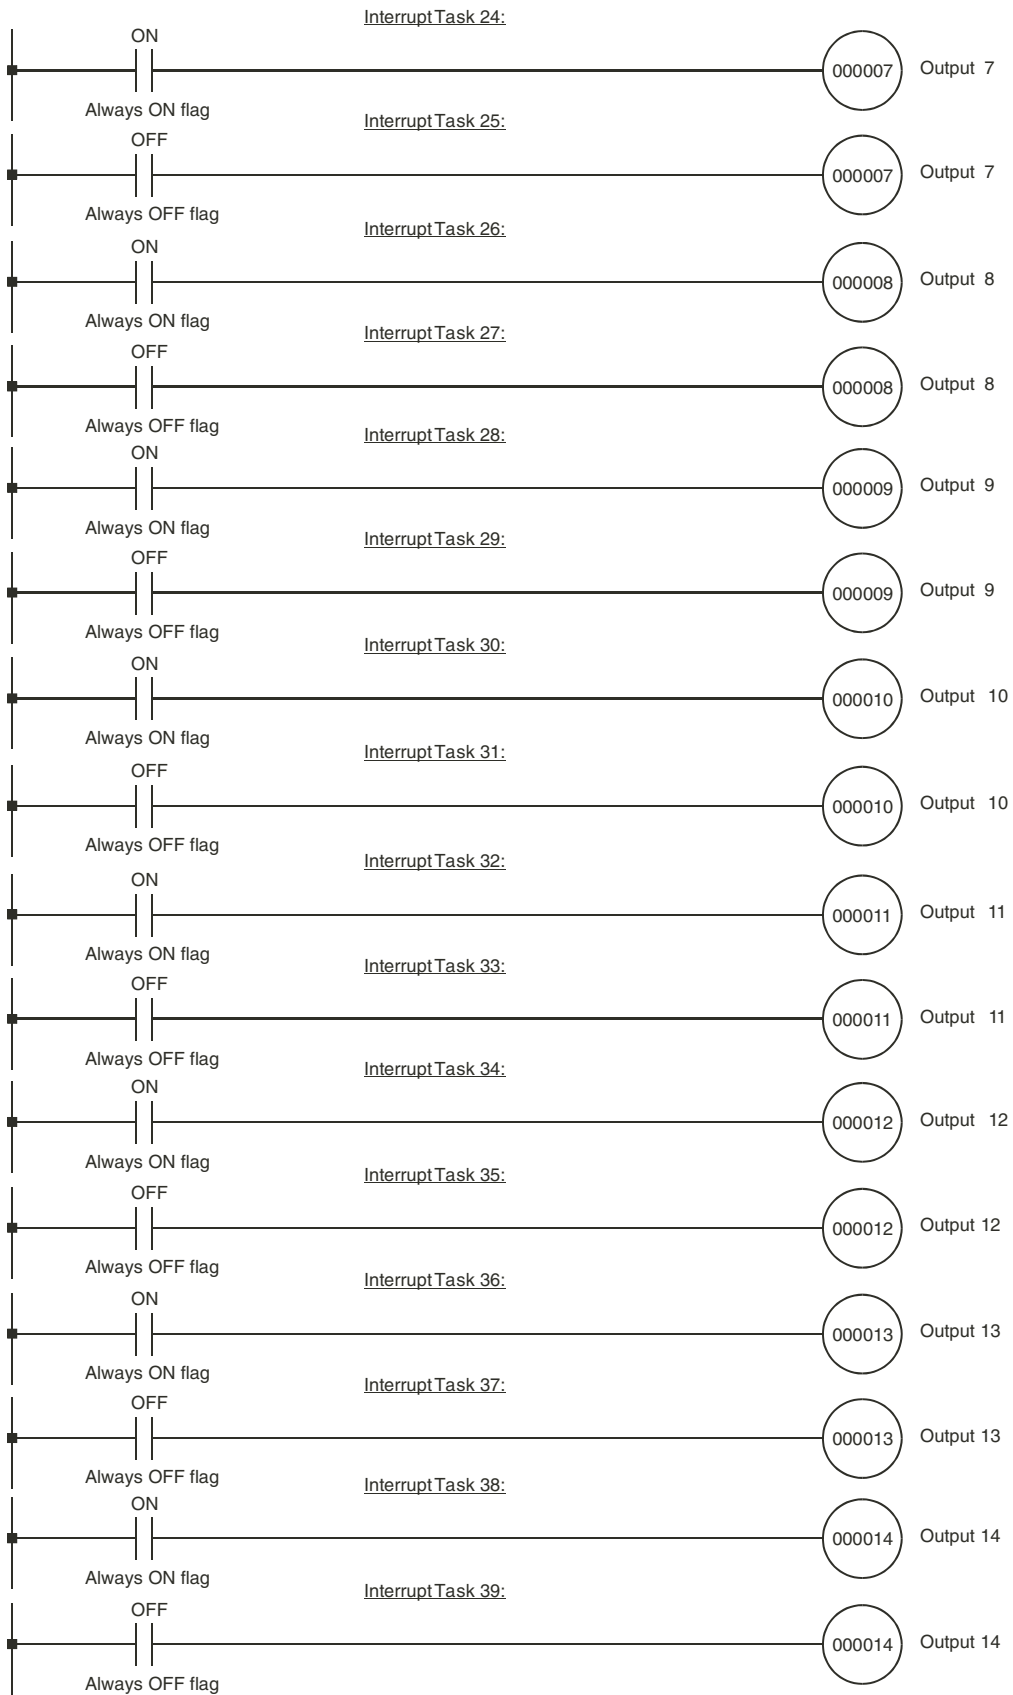 Interrupt Task 24:
ON
000007 Output 7
Always ON flag
Interrupt Task 25:
OFF
000007 Output 7
Always OFF flag
Interrupt Task 26:
ON
000008 Output 8
Always ON flag
Interrupt Task 27:
OFF
000008 Output 8
Always OFF flag
Interrupt Task 28:
ON
000009 Output 9
Always ON flag
Interrupt Task 29:
OFF
000009 Output 9
Always OFF flag
Interrupt Task 30:
ON
000010 Output 10
Always ON flag
Interrupt Task 31:
OFF
000010 Output 10
Always OFF flag
Interrupt Task 32:
ON
000011 Output 11
Always ON flag
Interrupt Task 33:
OFF
000011 Output 11
Always OFF flag
Interrupt Task 34:
ON
000012 Output 12
Always ON flag
Interrupt Task 35:
OFF
000012 Output 12
Always OFF flag
Interrupt Task 36:
ON
000013 Output 13
Always ON flag
Interrupt Task 37:
OFF
000013 Output 13
Always OFF flag
Interrupt Task 38:
ON
000014 Output 14
Always ON flag
Interrupt Task 39:
OFF
000014 Output 14
Always OFF flag